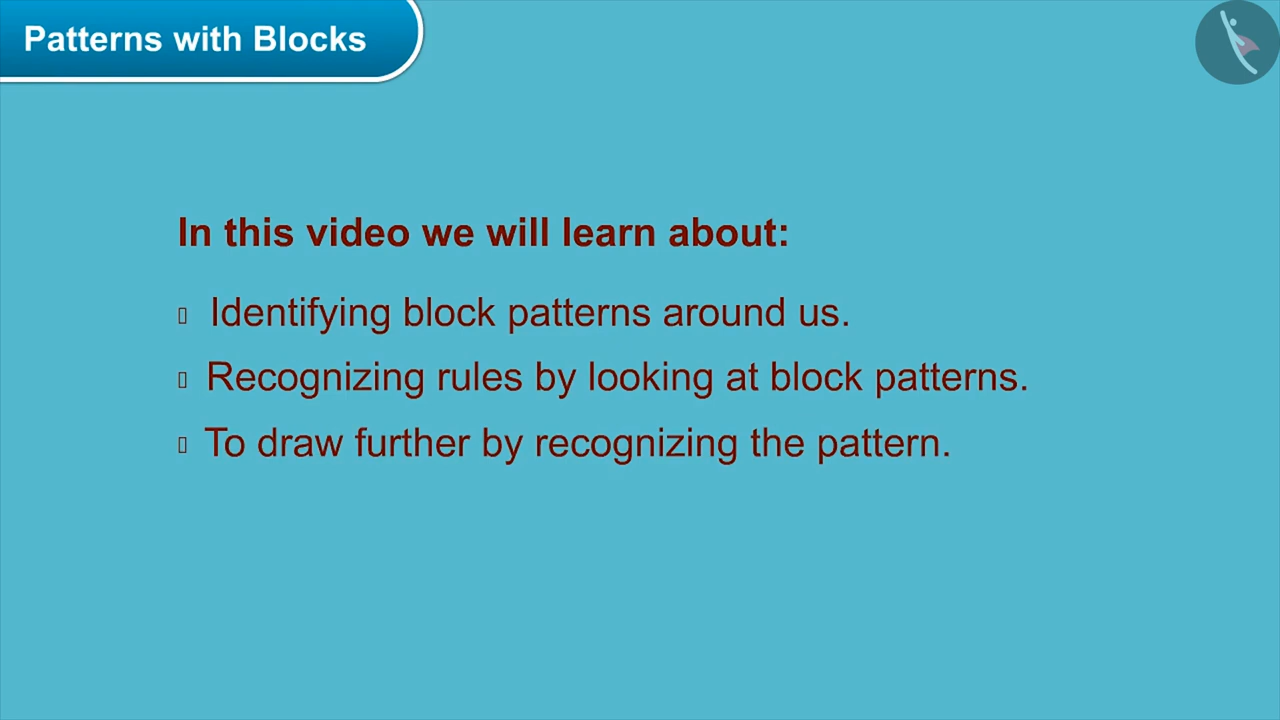 Patterns with Blocks
In this video we will learn about:
▯ Identifying block patterns around us.
▯ Recognizing rules by looking at block patterns.
▯ To draw further by recognizing the pattern.